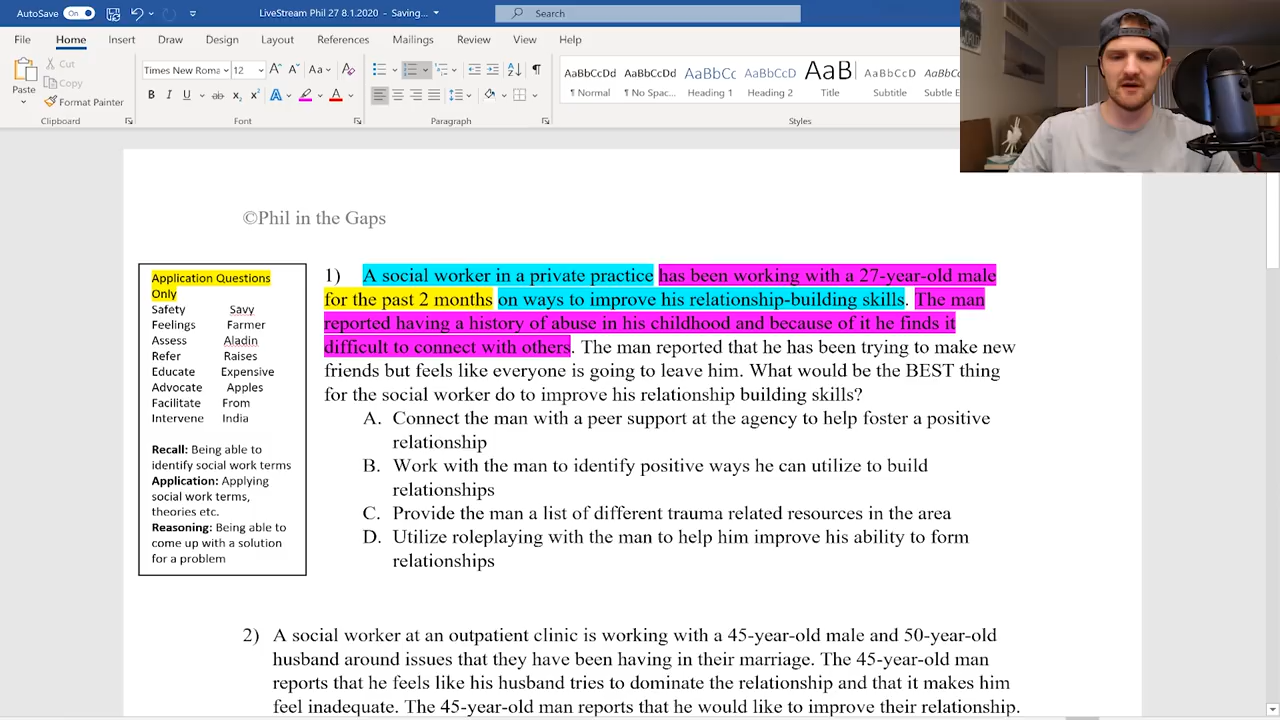 AutoSave On LiveStream Phil 27 8.1.2020 - Saving... Search
File Home Insert Draw Design Layout References Mailings Review View Help
Paste Cut Copy Format Painter
Times New Roma 12
AaBbCcDd AaBbCcDd AaBbCc AaBbCcD AaB AaBbCcD AaBbCc
¶ Normal ¶ No Spac... Heading 1 Heading 2 Title Subtitle Subtle E
Clipboard Font Paragraph Styles
©Phil in the Gaps
Application Questions
Only
Safety Savy
Feelings Farmer
Assess Aladin
Refer Raises
Educate Expensive
Advocate Apples
Facilitate From
Intervene India
Recall: Being able to
identify social work terms
Application: Applying
social work terms,
theories etc.
Reasoning: Being able to
come up with a solution
for a problem
1) A social worker in a private practice has been working with a 27-year-old male
for the past 2 months on ways to improve his relationship-building skills. The man
reported having a history of abuse in his childhood and because of it he finds it
difficult to connect with others. The man reported that he has been trying to make new
friends but feels like everyone is going to leave him. What would be the BEST thing
for the social worker do to improve his relationship building skills?
A. Connect the man with a peer support at the agency to help foster a positive
relationship
B. Work with the man to identify positive ways he can utilize to build
relationships
C. Provide the man a list of different trauma related resources in the area
D. Utilize roleplaying with the man to help him improve his ability to form
relationships
2) A social worker at an outpatient clinic is working with a 45-year-old male and 50-year-old
husband around issues that they have been having in their marriage. The 45-year-old man
reports that he feels like his husband tries to dominate the relationship and that it makes him
feel inadequate. The 45-year-old man reports that he would like to improve their relationship.